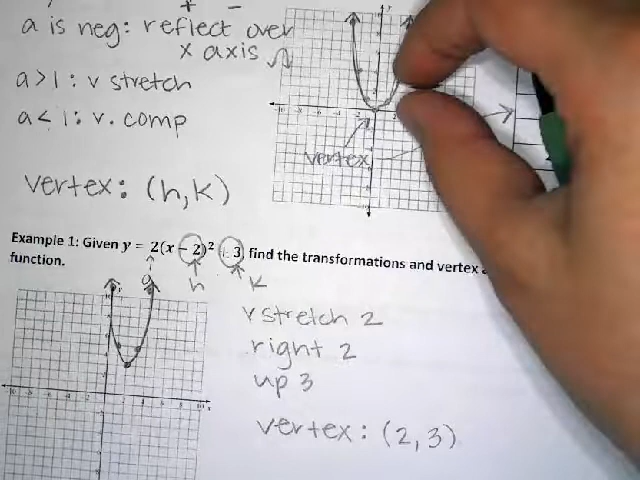 + −
a is neg: reflect over
x axis
a>1: v stretch
a<1: v. comp
vertex: (h,k)
vertex
Example 1: Given y = 2(x − 2)² + 3, find the transformations and vertex
function.
a
h
k
v stretch 2
right 2
up 3
vertex: (2,3)